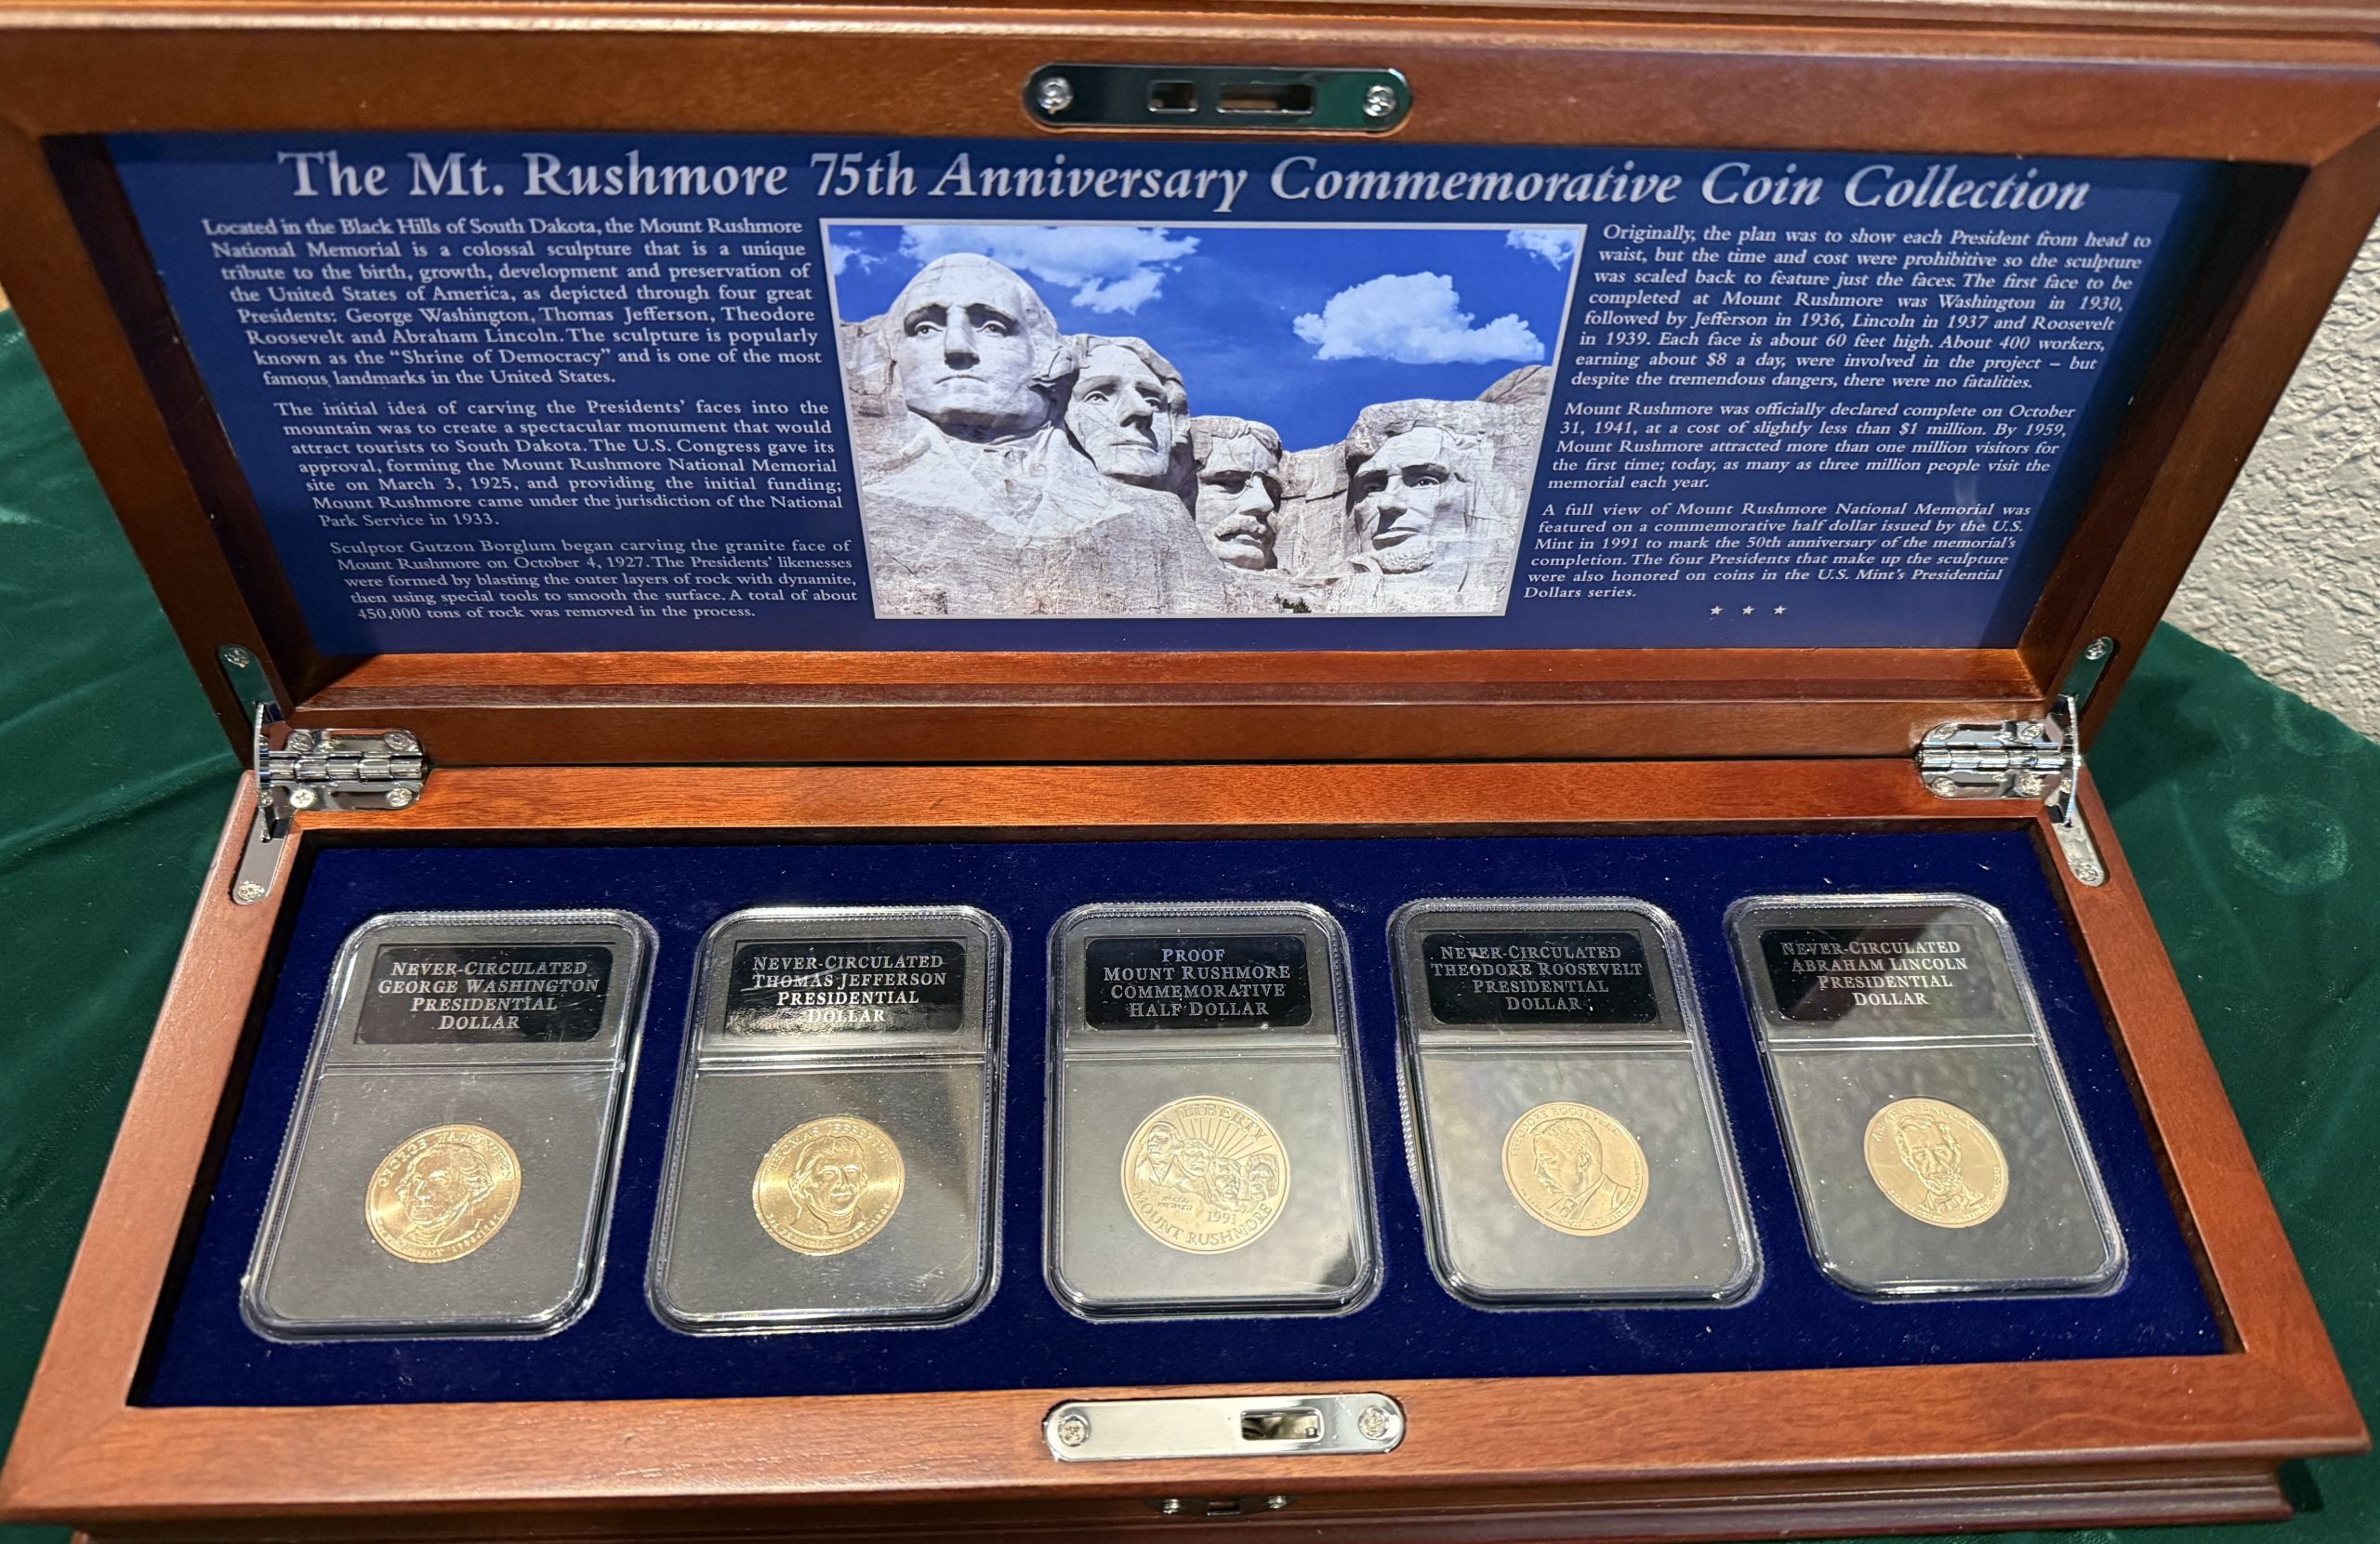 The Mt. Rushmore 75th Anniversary Commemorative Coin Collection
Located in the Black Hills of South Dakota, the Mount Rushmore
National Memorial is a colossal sculpture that is a unique
tribute to the birth, growth, development and preservation of
the United States of America, as depicted through four great
Presidents: George Washington, Thomas Jefferson, Theodore
Roosevelt and Abraham Lincoln. The sculpture is popularly
known as the “Shrine of Democracy” and is one of the most
famous landmarks in the United States.
The initial idea of carving the Presidents’ faces into the
mountain was to create a spectacular monument that would
attract tourists to South Dakota. The U.S. Congress gave its
approval, forming the Mount Rushmore National Memorial
site on March 3, 1925, and providing the initial funding;
Mount Rushmore came under the jurisdiction of the National
Park Service in 1933.
Sculptor Gutzon Borglum began carving the granite face of
Mount Rushmore on October 4, 1927. The Presidents’ likenesses
were formed by blasting the outer layers of rock with dynamite,
then using special tools to smooth the surface. A total of about
450,000 tons of rock was removed in the process.
Originally, the plan was to show each President from head to
waist, but the time and cost were prohibitive so the sculpture
was scaled back to feature just the faces. The first face to be
completed at Mount Rushmore was Washington in 1930,
followed by Jefferson in 1936, Lincoln in 1937 and Roosevelt
in 1939. Each face is about 60 feet high. About 400 workers,
earning about $8 a day, were involved in the project – but
despite the tremendous dangers, there were no fatalities.
Mount Rushmore was officially declared complete on October
31, 1941, at a cost of slightly less than $1 million. By 1959,
Mount Rushmore attracted more than one million visitors for
the first time; today, as many as three million people visit the
memorial each year.
A full view of Mount Rushmore National Memorial was
featured on a commemorative half dollar issued by the U.S.
Mint in 1991 to mark the 50th anniversary of the memorial’s
completion. The four Presidents that make up the sculpture
were also honored on coins in the U.S. Mint’s Presidential
Dollars series.
NEVER-CIRCULATED
GEORGE WASHINGTON
PRESIDENTIAL
DOLLAR
GEORGE WASHINGTON
NEVER-CIRCULATED
THOMAS JEFFERSON
PRESIDENTIAL
DOLLAR
THOMAS JEFFERSON
PROOF
MOUNT RUSHMORE
COMMEMORATIVE
HALF DOLLAR
LIBERTY
1991
MOUNT RUSHMORE
NEVER-CIRCULATED
THEODORE ROOSEVELT
PRESIDENTIAL
DOLLAR
THEODORE ROOSEVELT
NEVER-CIRCULATED
ABRAHAM LINCOLN
PRESIDENTIAL
DOLLAR